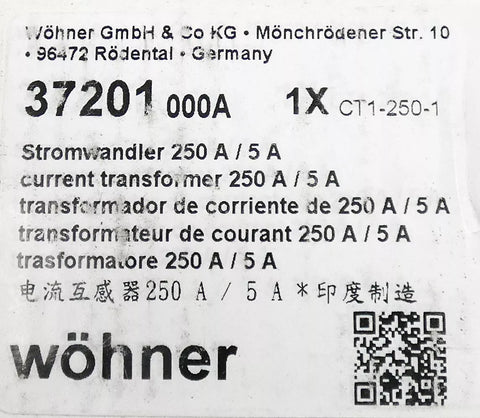 Wöhner GmbH & Co KG • Mönchrödener Str. 10
• 96472 Rödental • Germany
37201 000A 1X CT1-250-1
Stromwandler 250 A / 5 A
current transformer 250 A / 5 A
transformador de corriente de 250 A / 5 A
transformateur de courant 250 A / 5 A
trasformatore 250 A / 5 A
电流互感器250 A / 5 A *印度制造
wöhner